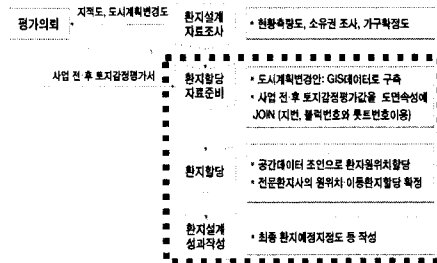 지적도, 도시계획변경도
평가의뢰
환지설계
자료조사
* 현황측량도, 소유권 조사, 가구확정도
사업 전·후 토지감정평가서
환지할당
자료준비
* 도시계획변경안: GIS데이터로 구축
* 사업 전·후 토지감정평가값을 도면속성에
JOIN (지번, 블럭번호와 롯트번호이용)
환지할당
* 공간데이터 조인으로 환지원위치할당
* 전문환지사의 원위치·이동환지할당 확정
환지설계
성과작성
* 최종 환지예정지정도 등 작성